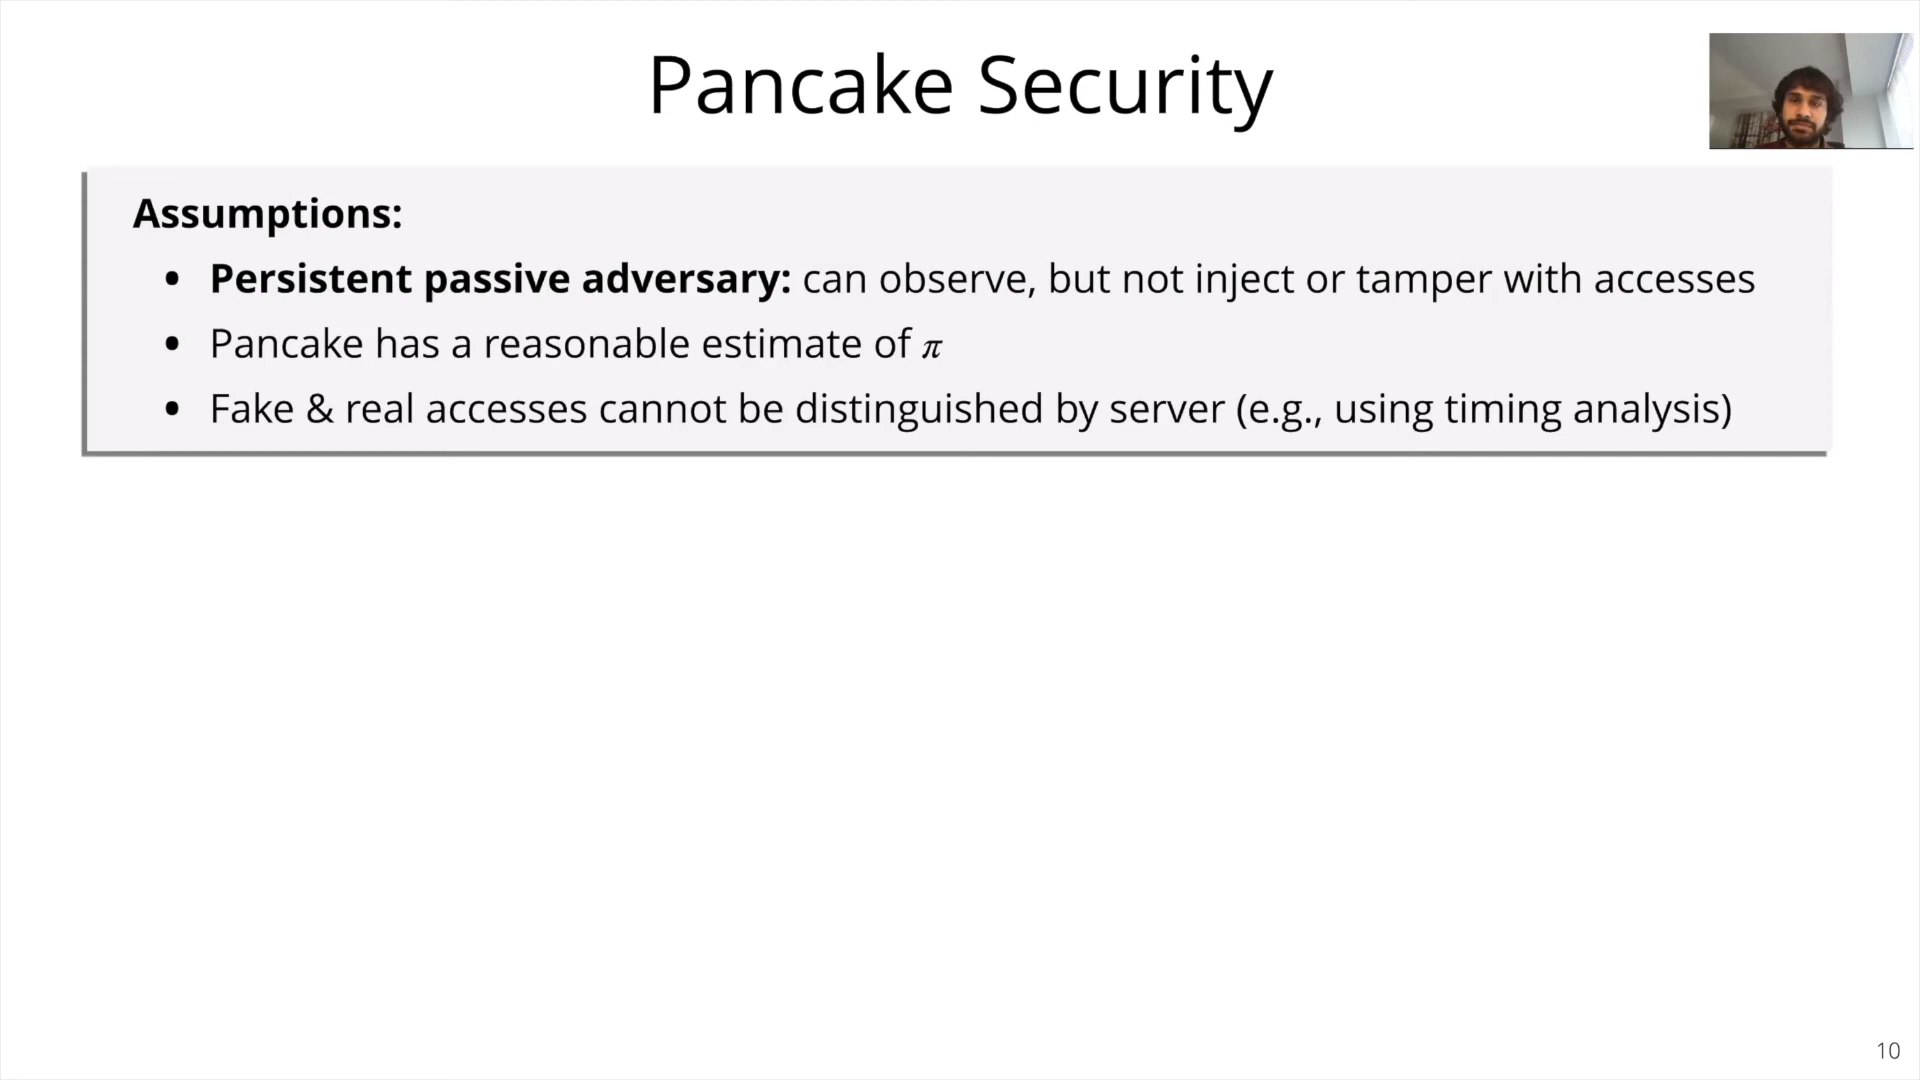 Pancake Security
Assumptions:
• Persistent passive adversary: can observe, but not inject or tamper with accesses
• Pancake has a reasonable estimate of π
• Fake & real accesses cannot be distinguished by server (e.g., using timing analysis)
10